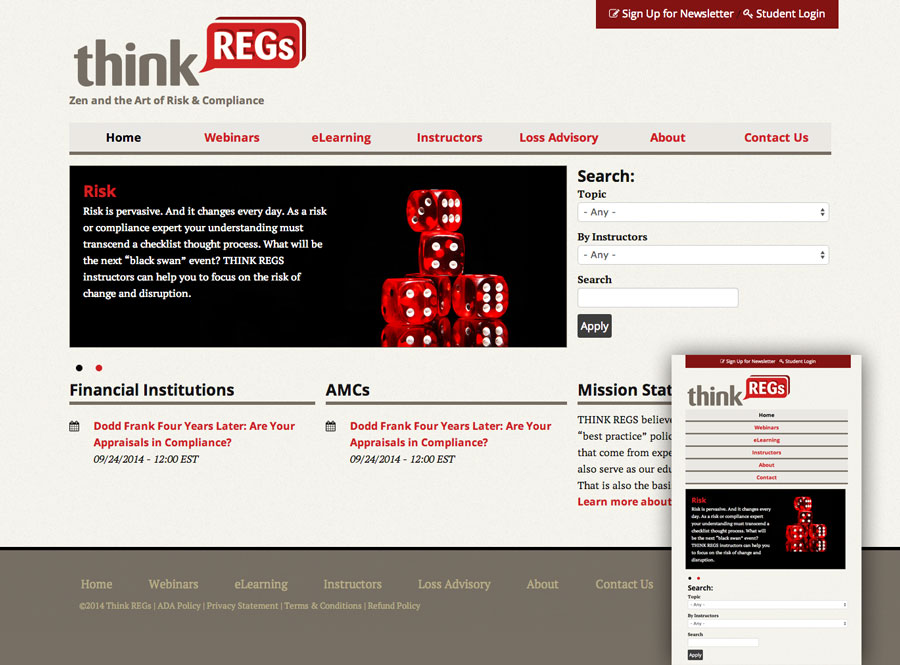 Sign Up for Newsletter Student Login
think REGs
Zen and the Art of Risk & Compliance
Home Webinars eLearning Instructors Loss Advisory About Contact Us
Risk
Risk is pervasive. And it changes every day. As a risk
or compliance expert your understanding must
transcend a checklist thought process. What will be
the next “black swan” event? THINK REGS
instructors can help you to focus on the risk of
change and disruption.
Search:
Topic
- Any -
By Instructors
- Any -
Search
Apply
Financial Institutions
Dodd Frank Four Years Later: Are Your
Appraisals in Compliance?
09/24/2014 - 12:00 EST
AMCs
Dodd Frank Four Years Later: Are Your
Appraisals in Compliance?
09/24/2014 - 12:00 EST
Mission Stat
THINK REGS believe
“best practice” polic
that come from expe
also serve as our edu
That is also the basi
Learn more about
Home Webinars eLearning Instructors Loss Advisory About Contact Us
©2014 Think REGs | ADA Policy | Privacy Statement | Terms & Conditions | Refund Policy
Sign Up for Newsletter Student Login
think REGs
Home
Webinars
eLearning
Instructors
About
Contact
Risk
Risk is pervasive. And it changes every
day. As a risk or compliance expert
your understanding must transcend a
checklist thought process. What will
be the next “black swan” event?
THINK REGS instructors can help you
to focus on the risk of change and
disruption.
Search:
Topic
- Any -
By Instructors
- Any -
Search
Apply